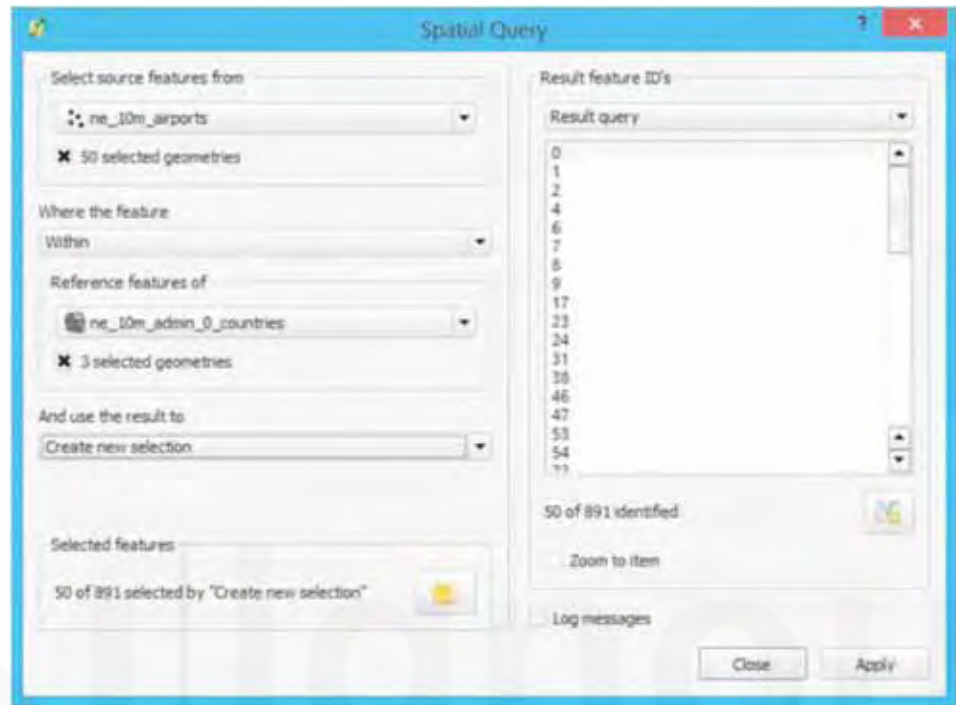 Spatial Query
?
Select source features from
ne_10m_airports
50 selected geometries
Where the feature
Within
Reference features of
ne_10m_admin_0_countries
3 selected geometries
And use the result to
Create new selection
Selected features
50 of 891 selected by "Create new selection"
Result feature ID's
Result query
0
1
2
4
6
7
8
9
17
23
24
31
38
46
47
53
54
50 of 891 identified
Zoom to item
Log messages
Close
Apply